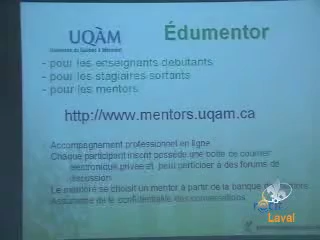 UQÀM
Édumentor
Université du Québec à Montréal
- pour les enseignants débutants
- pour les stagiaires sortants
- pour les mentors
http://www.mentors.uqam.ca
Accompagnement professionnel en ligne
Chaque participant inscrit possède une boîte de courrier
électronique privée et peut participer à des forums de
discussion
Le mentoré se choisit un mentor à partir de la banque de mentors
Assurance de la confidentialité des conversations
récit
Laval